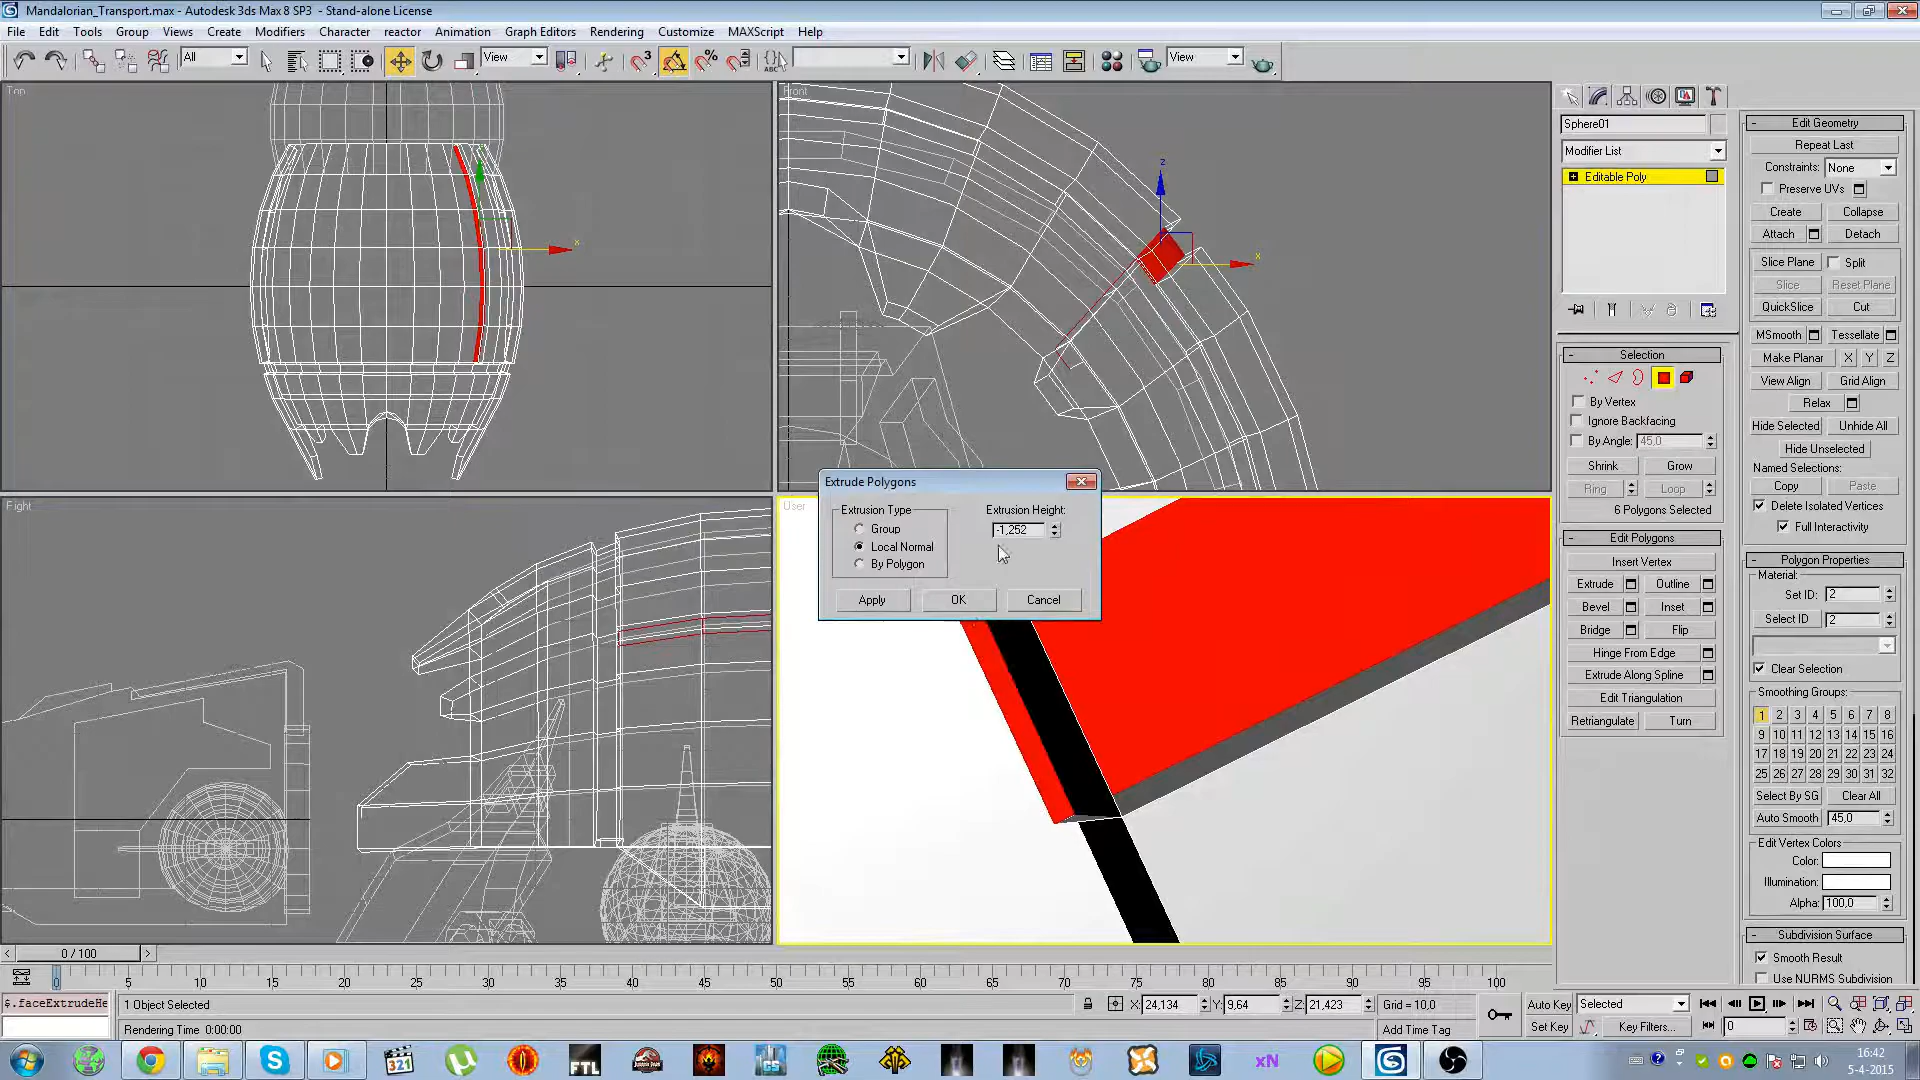 Mandalorian_Transport.max - Autodesk 3ds Max 8 SP3 - Stand-alone License
File Edit Tools Group Views Create Modifiers Character reactor Animation Graph Editors Rendering Customize MAXScript Help
All View View
Top
Front
Right
User
z
x
x
Extrude Polygons
Extrusion Type
Group
Local Normal
By Polygon
Extrusion Height:
-1,252
Apply OK Cancel
Sphere01
Modifier List
Editable Poly
Selection
By Vertex
Ignore Backfacing
By Angle: 45,0
Shrink Grow
Ring Loop
6 Polygons Selected
Edit Polygons
Insert Vertex
Extrude Outline
Bevel Inset
Bridge Flip
Hinge From Edge
Extrude Along Spline
Edit Triangulation
Retriangulate Turn
Edit Geometry
Repeat Last
Constraints: None
Preserve UVs
Create Collapse
Attach Detach
Slice Plane Split
Slice Reset Plane
QuickSlice Cut
MSmooth Tessellate
Make Planar X Y Z
View Align Grid Align
Relax
Hide Selected Unhide All
Hide Unselected
Named Selections:
Copy Paste
Delete Isolated Vertices
Full Interactivity
Polygon Properties
Material:
Set ID: 2
Select ID 2
Clear Selection
Smoothing Groups:
1 2 3 4 5 6 7 8
9 10 11 12 13 14 15 16
17 18 19 20 21 22 23 24
25 26 27 28 29 30 31 32
Select By SG Clear All
Auto Smooth 45,0
Edit Vertex Colors
Color:
Illumination:
Alpha: 100,0
Subdivision Surface
Smooth Result
Use NURMS Subdivision
0 / 100
0 5 10 15 20 25 30 35 40 45 50 55 60 65 70 75 80 85 90 95 100
$.faceExtrudeHe
1 Object Selected
X: 24,134 Y: 9,64 Z: 21,423
Grid = 10,0
Auto Key Selected
Rendering Time 0:00:00
Add Time Tag
Set Key Key Filters... 0
321
FTL
xN
16:42
5-4-2015